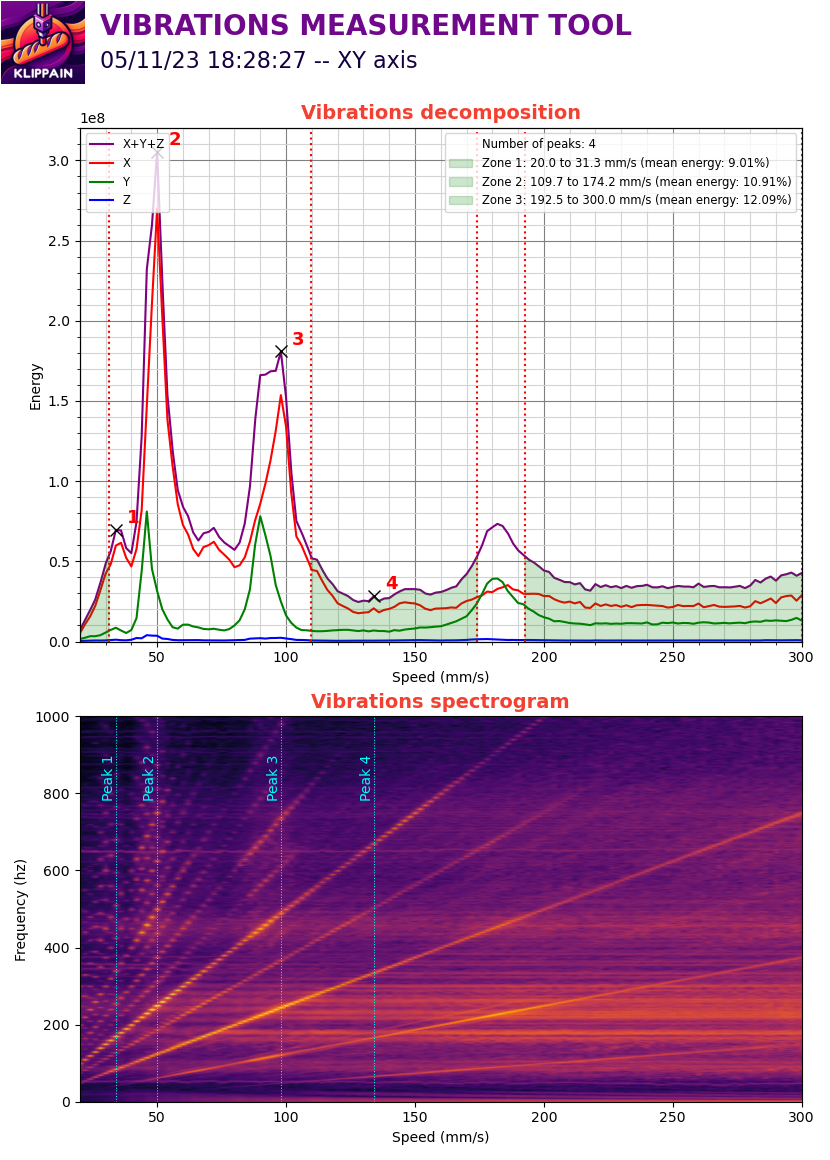 VIBRATIONS MEASUREMENT TOOL
05/11/23 18:28:27 -- XY axis
KLIPPAIN
Vibrations decomposition
1e8
X+Y+Z
X
Y
Z
Number of peaks: 4
Zone 1: 20.0 to 31.3 mm/s (mean energy: 9.01%)
Zone 2: 109.7 to 174.2 mm/s (mean energy: 10.91%)
Zone 3: 192.5 to 300.0 mm/s (mean energy: 12.09%)
2
3
1
4
3.0
2.5
2.0
1.5
1.0
0.5
0.0
Energy
50
100
150
200
250
300
Speed (mm/s)
Vibrations spectrogram
1000
800
600
400
200
0
Frequency (hz)
Peak 1
Peak 2
Peak 3
Peak 4
50
100
150
200
250
300
Speed (mm/s)